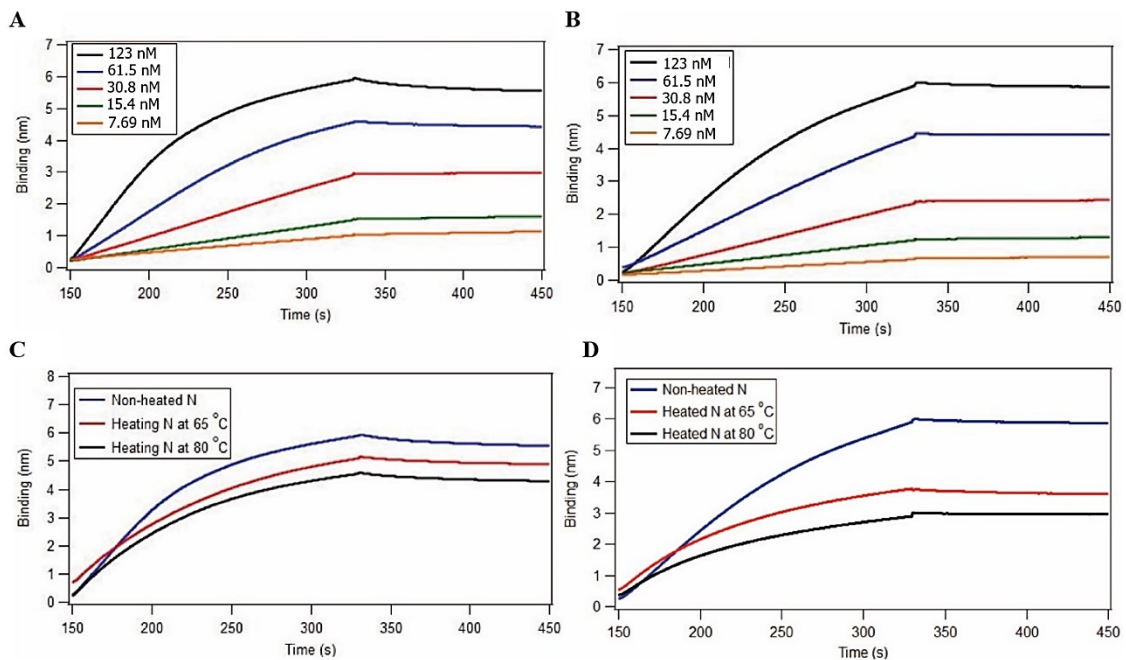 A
7
6
5
4
3
2
1
0
Binding (nm)
123 nM
61.5 nM
30.8 nM
15.4 nM
7.69 nM
150
200
250
300
350
400
450
Time (s)
B
7
6
5
4
3
2
1
0
Binding (nm)
123 nM
61.5 nM
30.8 nM
15.4 nM
7.69 nM
150
200
250
300
350
400
450
Time (s)
C
8
7
6
5
4
3
2
1
0
Binding (nm)
Non-heated N
Heating N at 65 °C
Heating N at 80 °C
150
200
250
300
350
400
450
Time (s)
D
7
6
5
4
3
2
1
0
Binding (nm)
Non-heated N
Heated N at 65 °C
Heated N at 80 °C
150
200
250
300
350
400
450
Time (s)